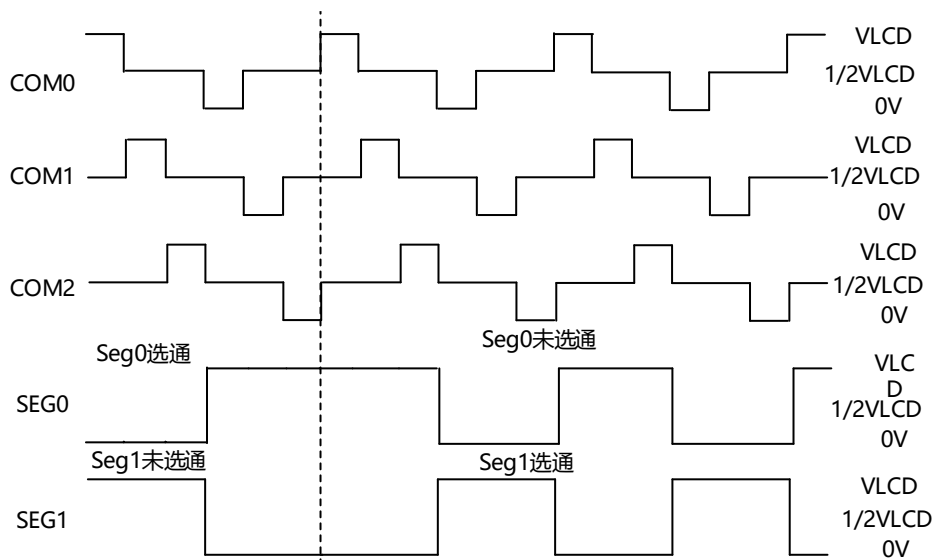 VLCD
COM0
1/2VLCD
0V
VLCD
COM1
1/2VLCD
0V
VLCD
COM2
1/2VLCD
0V
Seg0选通
Seg0未选通
VLC
D
SEG0
1/2VLCD
0V
Seg1未选通
Seg1选通
VLCD
SEG1
1/2VLCD
0V